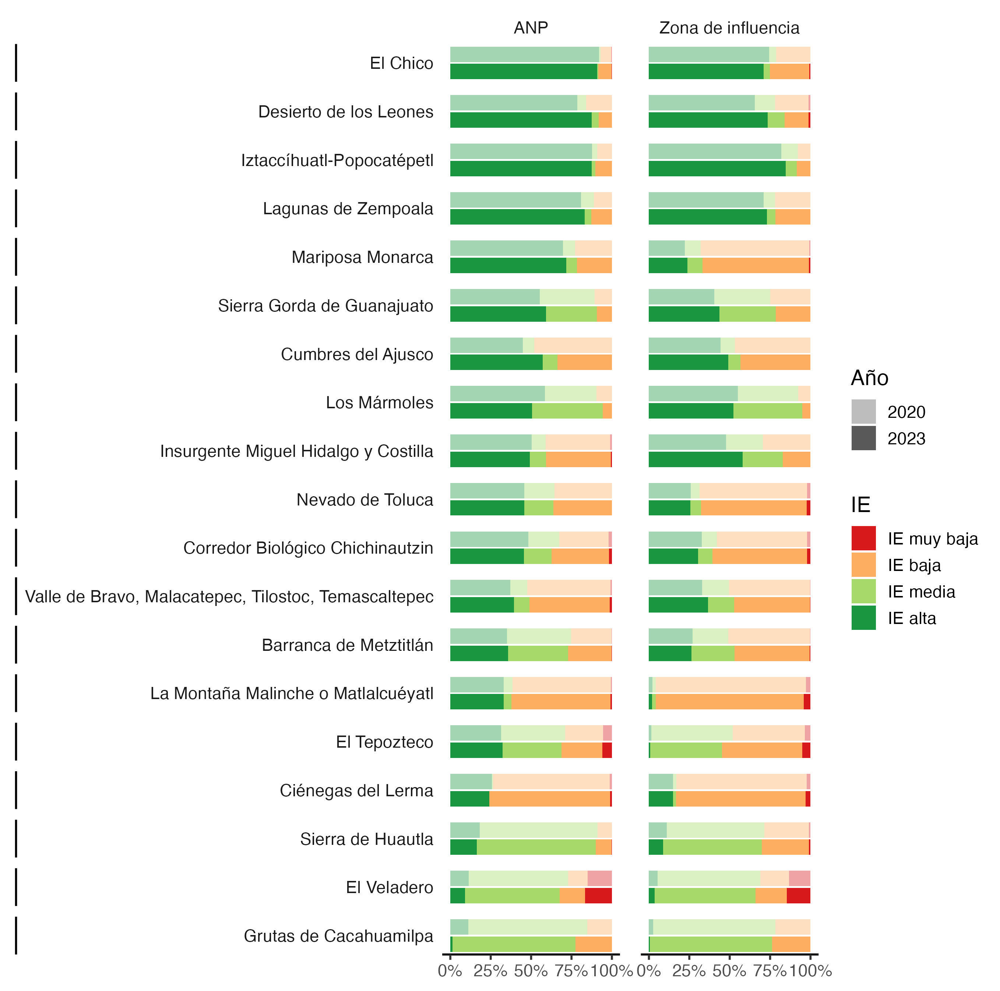 ANP
Zona de influencia
El Chico
Desierto de los Leones
Iztaccíhuatl-Popocatépetl
Lagunas de Zempoala
Mariposa Monarca
Sierra Gorda de Guanajuato
Cumbres del Ajusco
Los Mármoles
Insurgente Miguel Hidalgo y Costilla
Nevado de Toluca
Corredor Biológico Chichinautzin
Valle de Bravo, Malacatepec, Tilostoc, Temascaltepec
Barranca de Metztitlán
La Montaña Malinche o Matlalcuéyatl
El Tepozteco
Ciénegas del Lerma
Sierra de Huautla
El Veladero
Grutas de Cacahuamilpa
0% 25% 50% 75% 100%
0% 25% 50% 75% 100%
Año
2020
2023
IE
IE muy baja
IE baja
IE media
IE alta